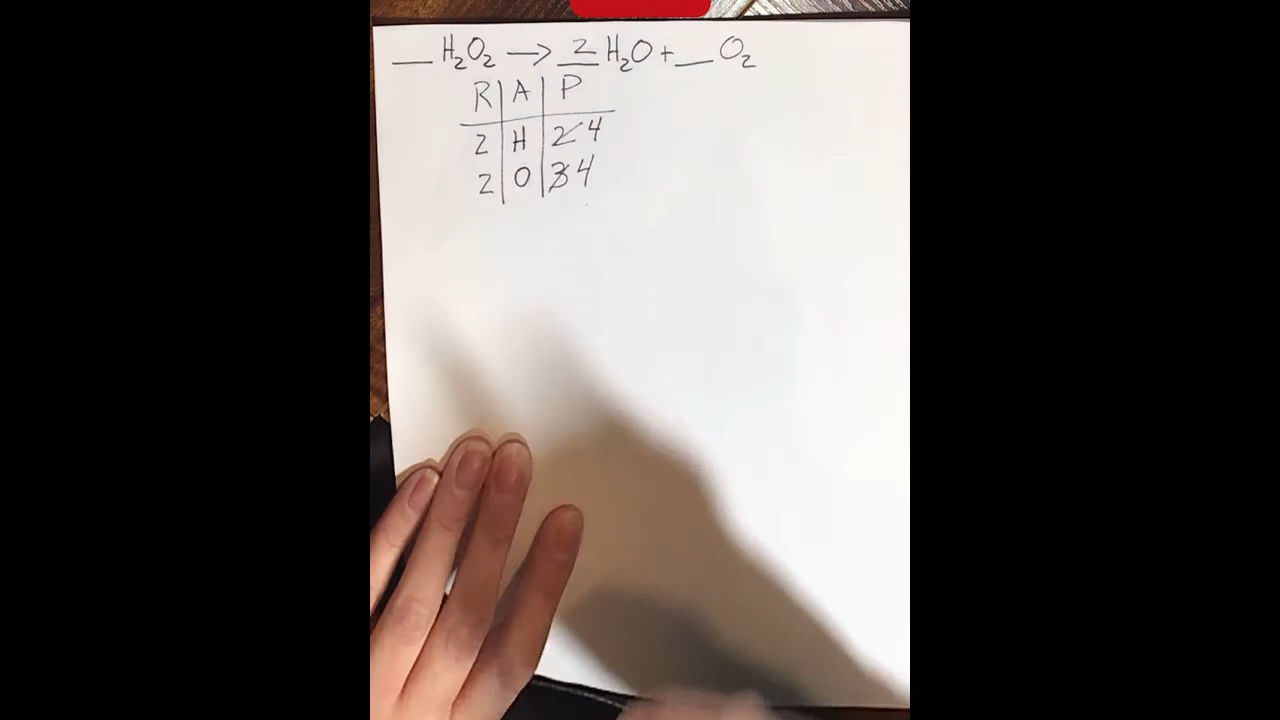 __ H₂O₂ → 2 H₂O + __ O₂
R | A | P
2 | H | 2 4
2 | O | 3 4